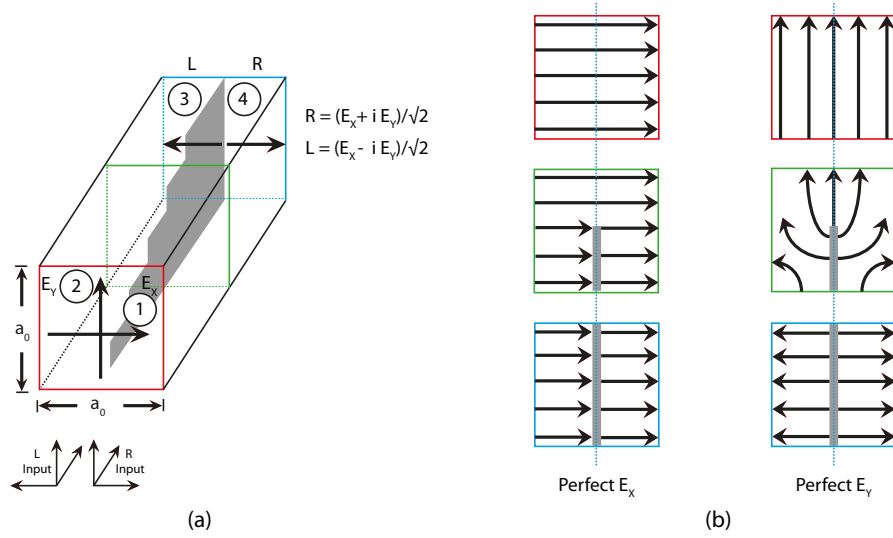 L R
3 4
R = (E_X + i E_Y)/√2
L = (E_X - i E_Y)/√2
E_Y 2 E_X
1
a_0
a_0
L
Input
R
Input
(a)
Perfect E_X Perfect E_Y
(b)